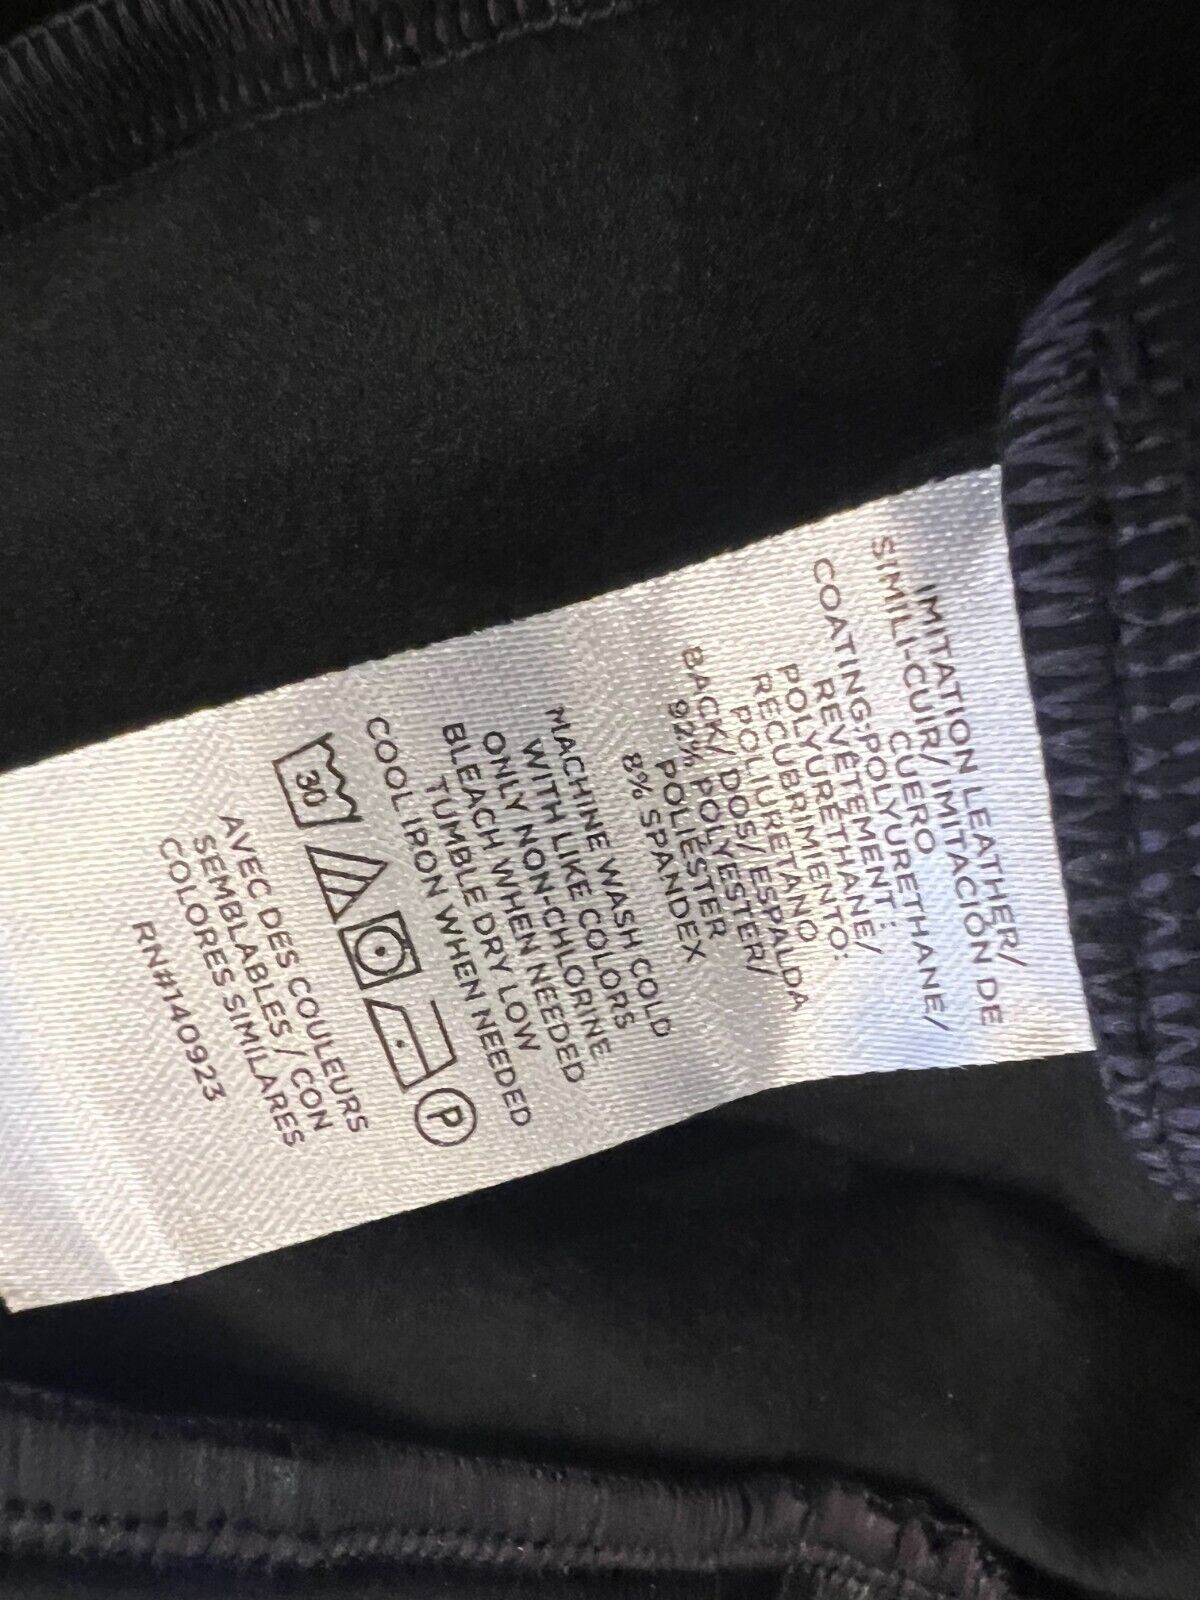 IMITATION LEATHER/
SIMILI-CUIR/ IMITACIÓN DE
CUERO
COATING:POLYURETHANE/
REVÊTEMENT :
POLYURÉTHANE/
RECUBRIMIENTO:
POLIURETANO
BACK/ DOS/ ESPALDA
92% POLYESTER/
POLIÉSTER
8% SPANDEX
MACHINE WASH COLD
WITH LIKE COLORS
ONLY NON-CHLORINE
BLEACH WHEN NEEDED
TUMBLE DRY LOW
COOL IRON WHEN NEEDED
30 P
AVEC DES COULEURS
SEMBLABLES / CON
COLORES SIMILARES
RN#140923